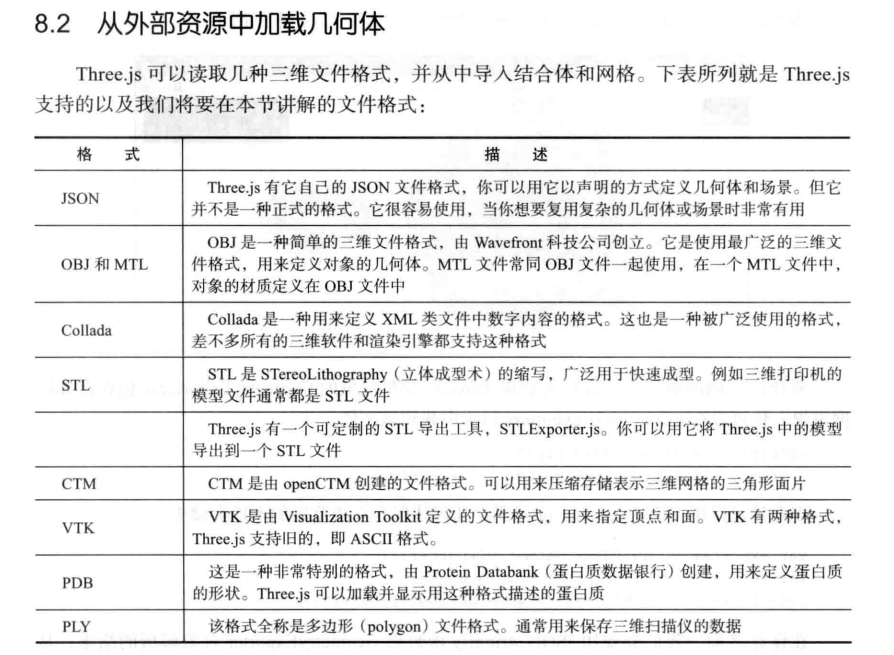 8.2 从外部资源中加载几何体
Three.js 可以读取几种三维文件格式，并从中导入结合体和网格。下表所列就是 Three.js
支持的以及我们将要在本节讲解的文件格式：
格 式 描 述
JSON
Three.js 有它自己的 JSON 文件格式，你可以用它以声明的方式定义几何体和场景。但它
并不是一种正式的格式。它很容易使用，当你想要复用复杂的几何体或场景时非常有用
OBJ 和 MTL
OBJ 是一种简单的三维文件格式，由 Wavefront 科技公司创立。它是使用最广泛的三维文
件格式，用来定义对象的几何体。MTL 文件常同 OBJ 文件一起使用，在一个 MTL 文件中，
对象的材质定义在 OBJ 文件中
Collada
Collada 是一种用来定义 XML 类文件中数字内容的格式。这也是一种被广泛使用的格式，
差不多所有的三维软件和渲染引擎都支持这种格式
STL
STL 是 STereoLithography（立体成型术）的缩写，广泛用于快速成型。例如三维打印机的
模型文件通常都是 STL 文件
Three.js 有一个可定制的 STL 导出工具，STLExporter.js。你可以用它将 Three.js 中的模型
导出到一个 STL 文件
CTM
CTM 是由 openCTM 创建的文件格式。可以用来压缩存储表示三维网格的三角形面片
VTK
VTK 是由 Visualization Toolkit 定义的文件格式，用来指定顶点和面。VTK 有两种格式，
Three.js 支持旧的，即 ASCII 格式。
PDB
这是一种非常特别的格式，由 Protein Databank（蛋白质数据银行）创建，用来定义蛋白质
的形状。Three.js 可以加载并显示用这种格式描述的蛋白质
PLY
该格式全称是多边形（polygon）文件格式。通常用来保存三维扫描仪的数据